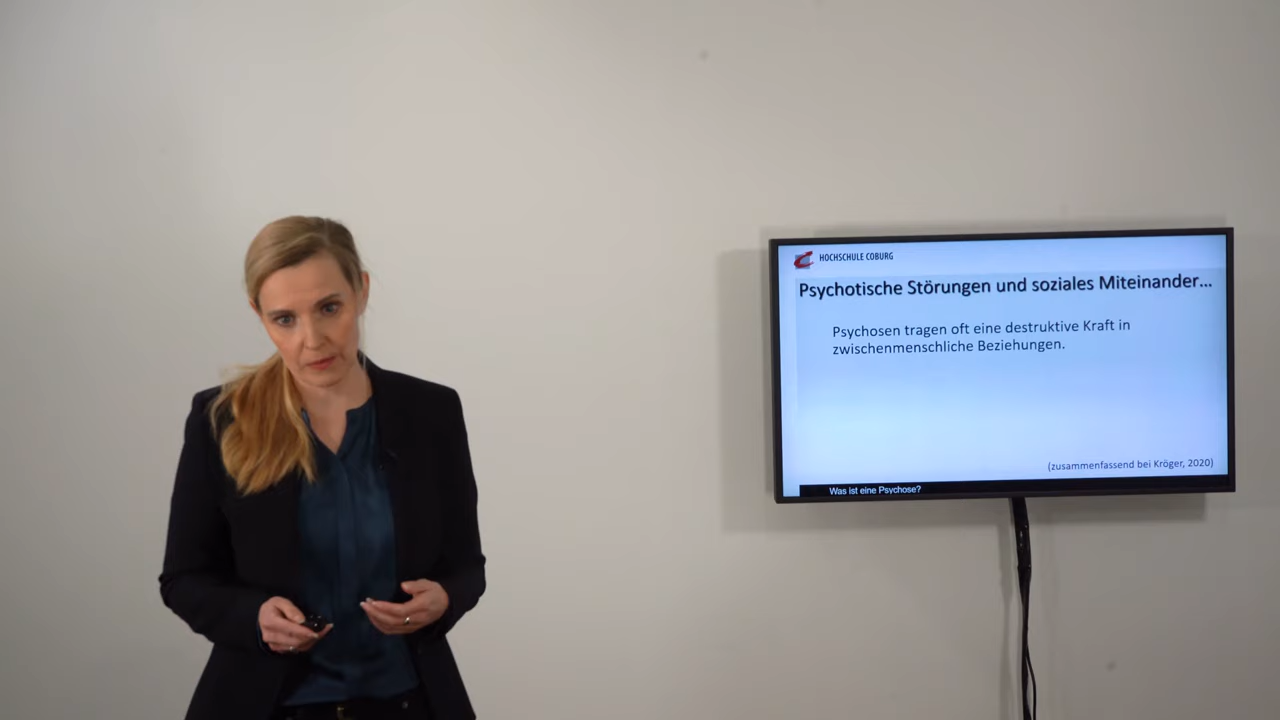 HOCHSCHULE COBURG
Psychotische Störungen und soziales Miteinander...
Psychosen tragen oft eine destruktive Kraft in
zwischenmenschliche Beziehungen.
(zusammenfassend bei Kröger, 2020)
Was ist eine Psychose?